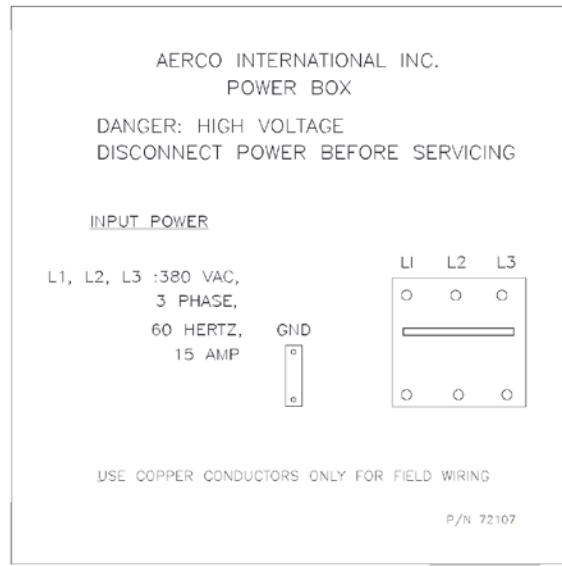 AERCO INTERNATIONAL INC.
POWER BOX
DANGER: HIGH VOLTAGE
DISCONNECT POWER BEFORE SERVICING
INPUT POWER
L1, L2, L3 :380 VAC,
3 PHASE,
60 HERTZ,
15 AMP
GND
L1 L2 L3
USE COPPER CONDUCTORS ONLY FOR FIELD WIRING
P/N 72107